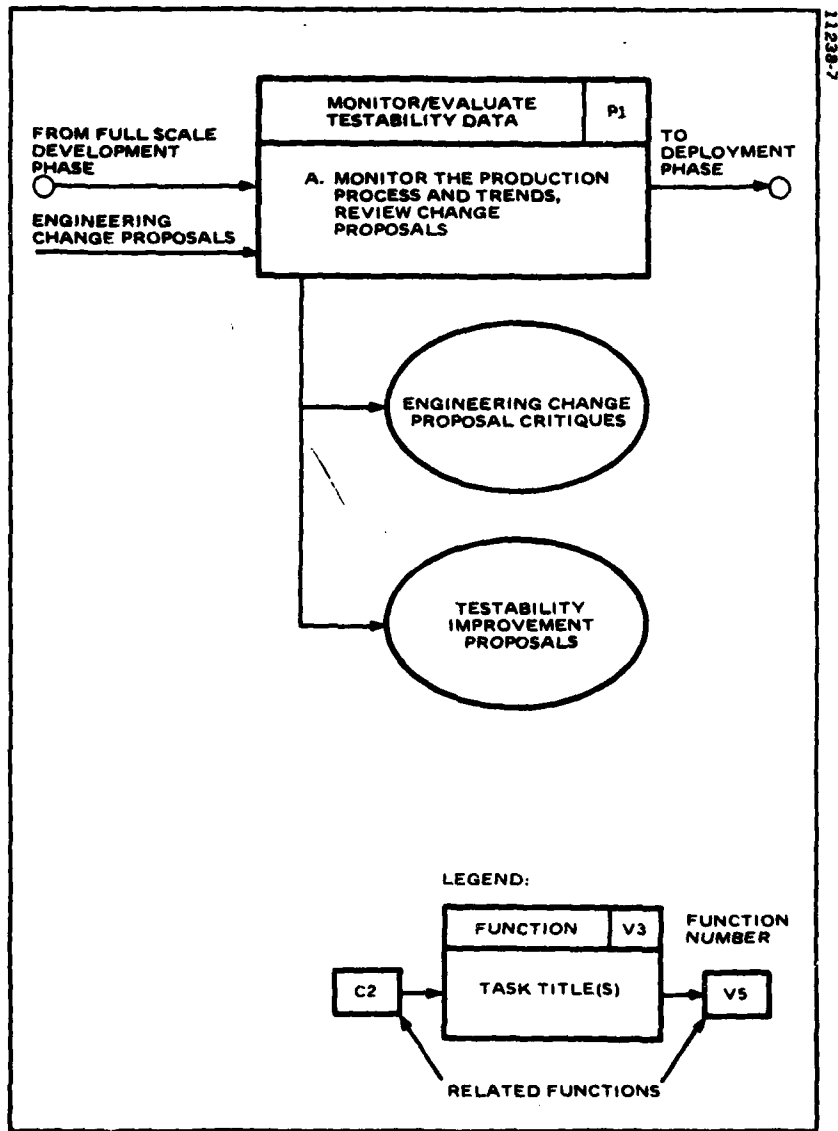 11238-7
MONITOR/EVALUATE
TESTABILITY DATA
P1
FROM FULL SCALE
DEVELOPMENT
PHASE
TO
DEPLOYMENT
PHASE
A. MONITOR THE PRODUCTION
PROCESS AND TRENDS,
REVIEW CHANGE
PROPOSALS
ENGINEERING
CHANGE PROPOSALS
ENGINEERING CHANGE
PROPOSAL CRITIQUES
TESTABILITY
IMPROVEMENT
PROPOSALS
LEGEND:
FUNCTION
V3
FUNCTION
NUMBER
C2
TASK TITLE(S)
V5
RELATED FUNCTIONS